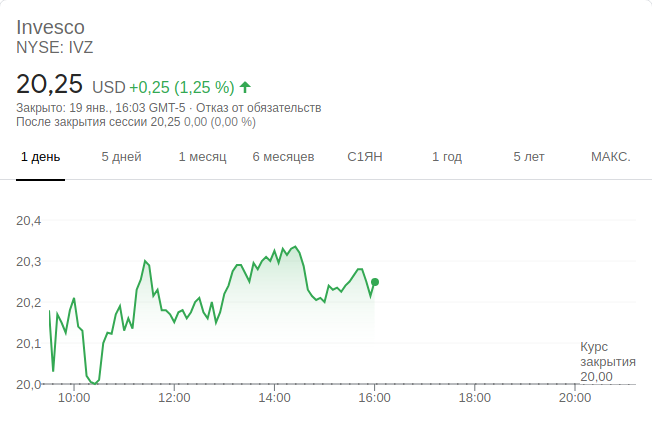 Invesco
NYSE: IVZ
20,25 USD +0,25 (1,25 %)
Закрыто: 19 янв., 16:03 GMT-5 · Отказ от обязательств
После закрытия сессии 20,25 0,00 (0,00 %)
1 день 5 дней 1 месяц 6 месяцев С1ЯН 1 год 5 лет МАКС.
20,4
20,3
20,2
20,1
20,0
Курс
закрытия
20,00
10:00 12:00 14:00 16:00 18:00 20:00